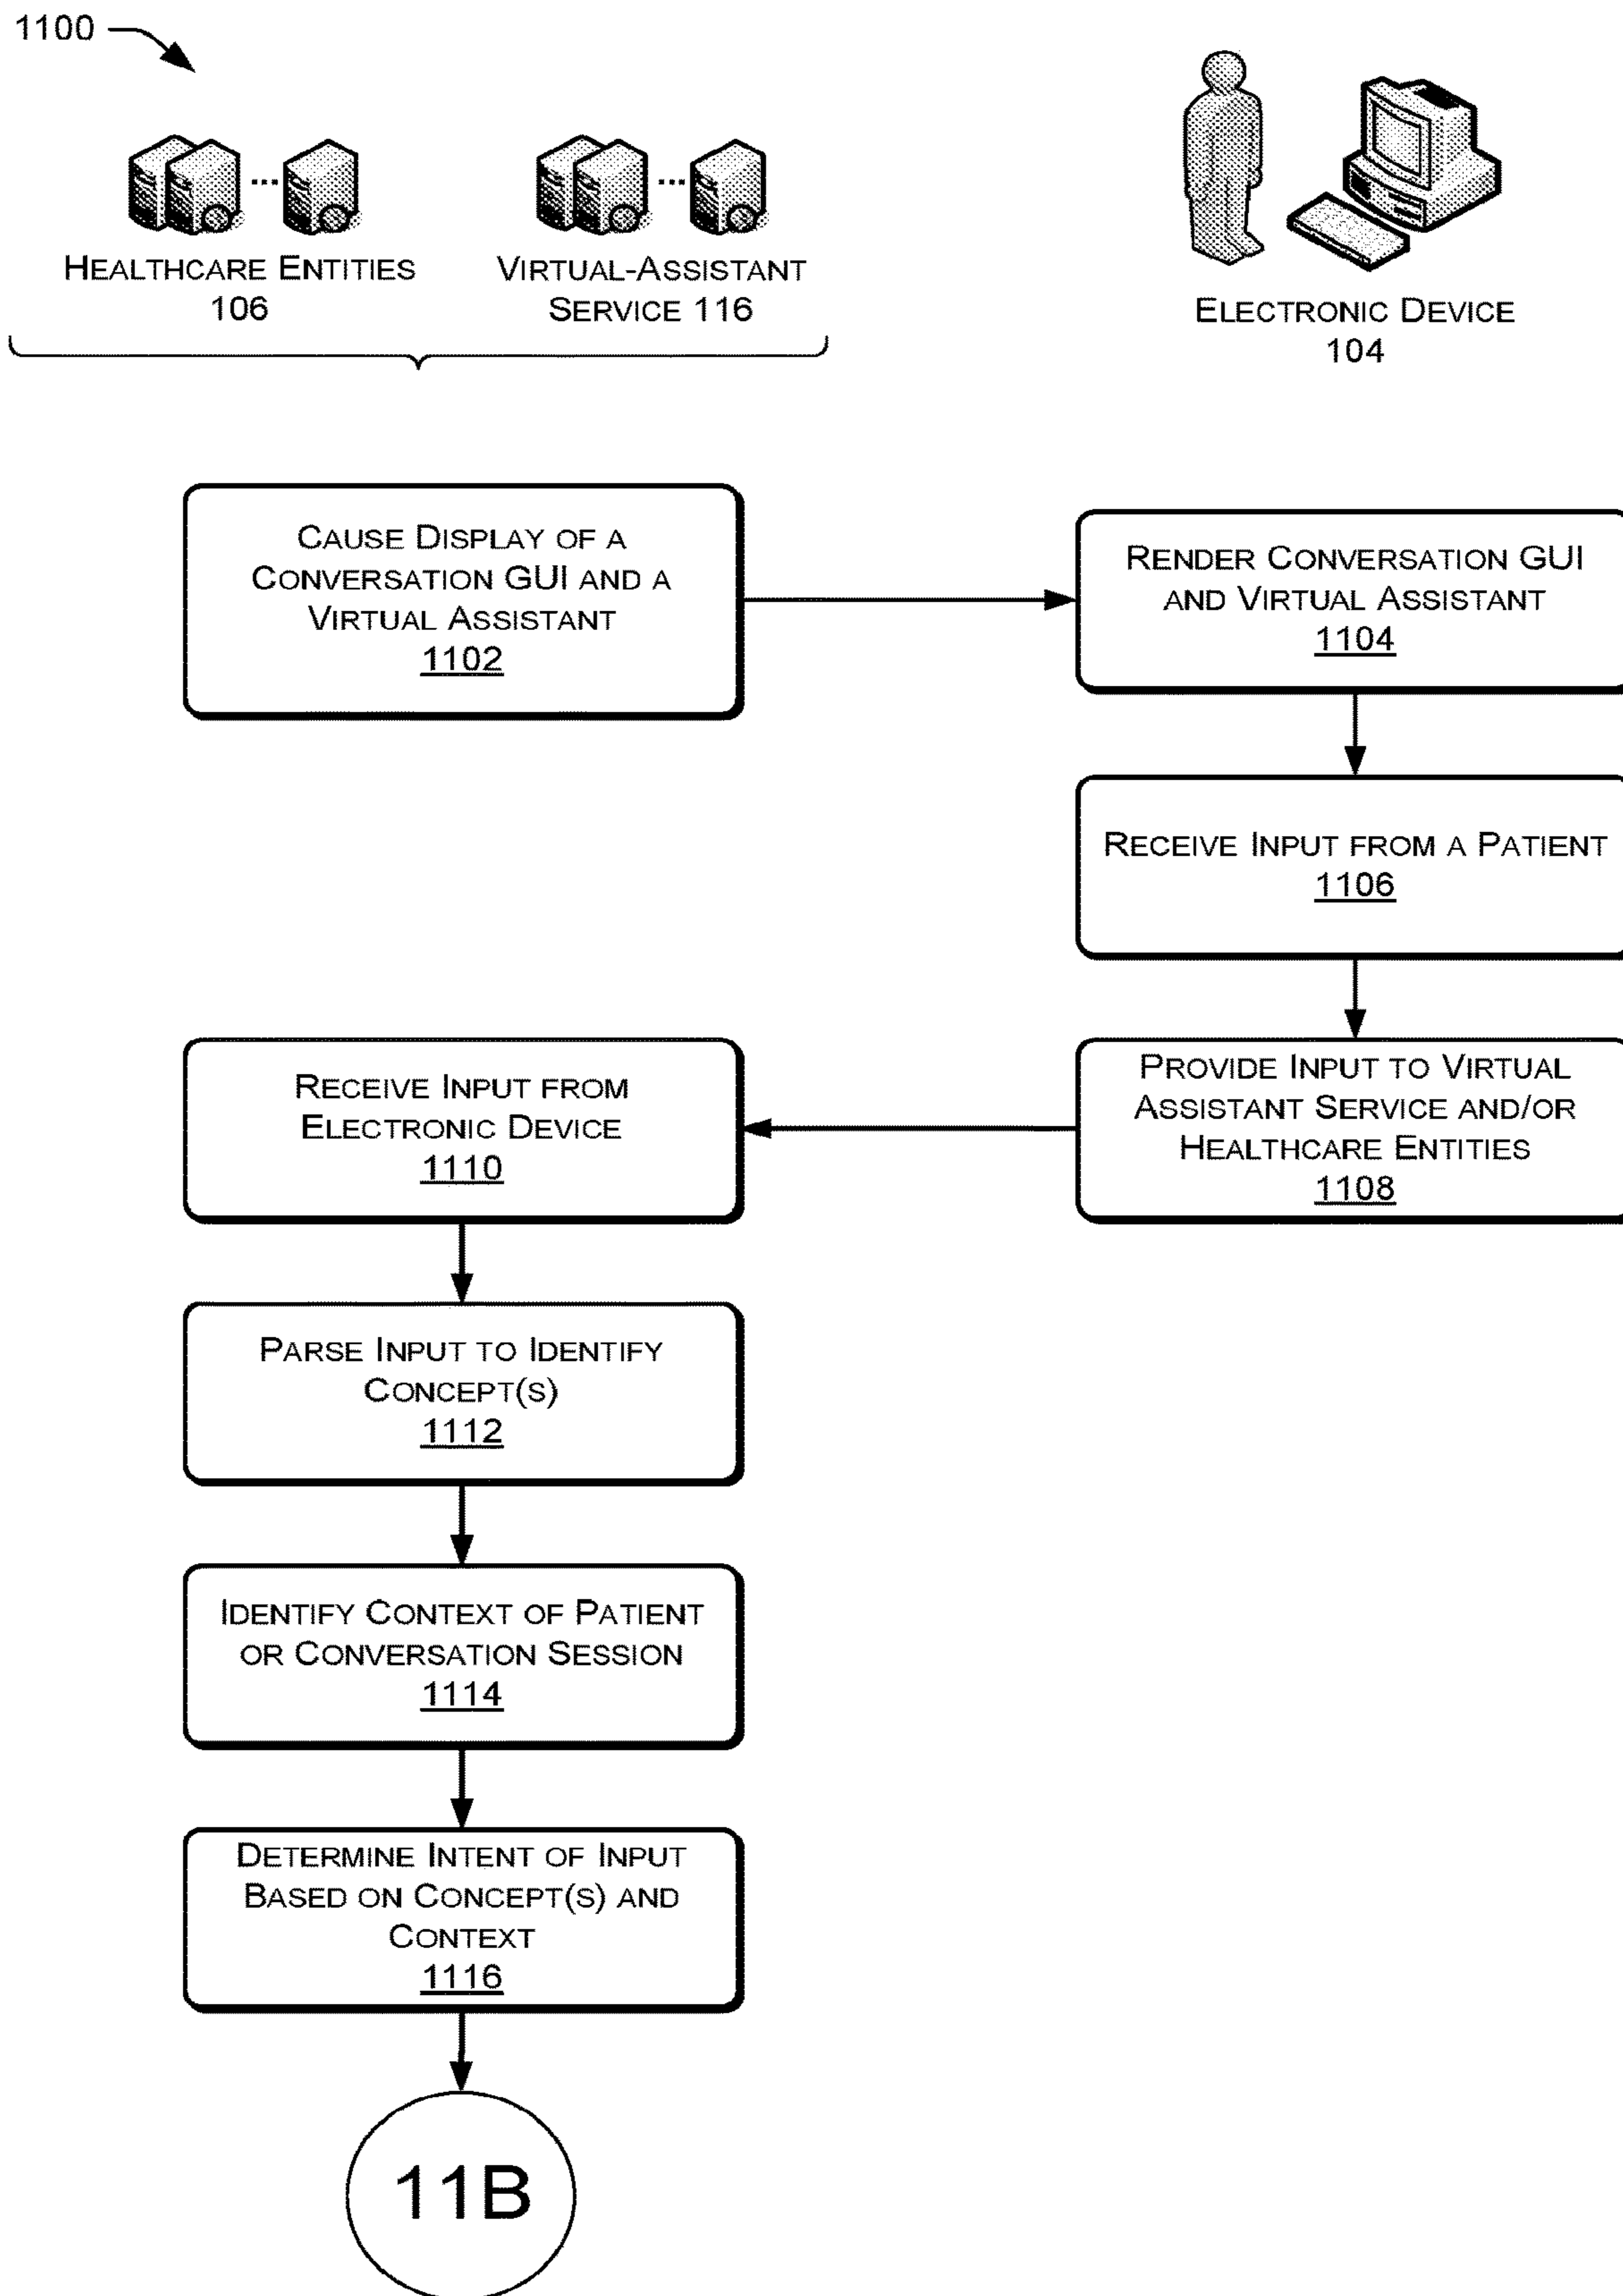 1100
HEALTHCARE ENTITIES
106
VIRTUAL-ASSISTANT
SERVICE 116
ELECTRONIC DEVICE
104
CAUSE DISPLAY OF A
CONVERSATION GUI AND A
VIRTUAL ASSISTANT
1102
RENDER CONVERSATION GUI
AND VIRTUAL ASSISTANT
1104
RECEIVE INPUT FROM A PATIENT
1106
PROVIDE INPUT TO VIRTUAL
ASSISTANT SERVICE AND/OR
HEALTHCARE ENTITIES
1108
RECEIVE INPUT FROM
ELECTRONIC DEVICE
1110
PARSE INPUT TO IDENTIFY
CONCEPT(S)
1112
IDENTIFY CONTEXT OF PATIENT
OR CONVERSATION SESSION
1114
DETERMINE INTENT OF INPUT
BASED ON CONCEPT(S) AND
CONTEXT
1116
11B